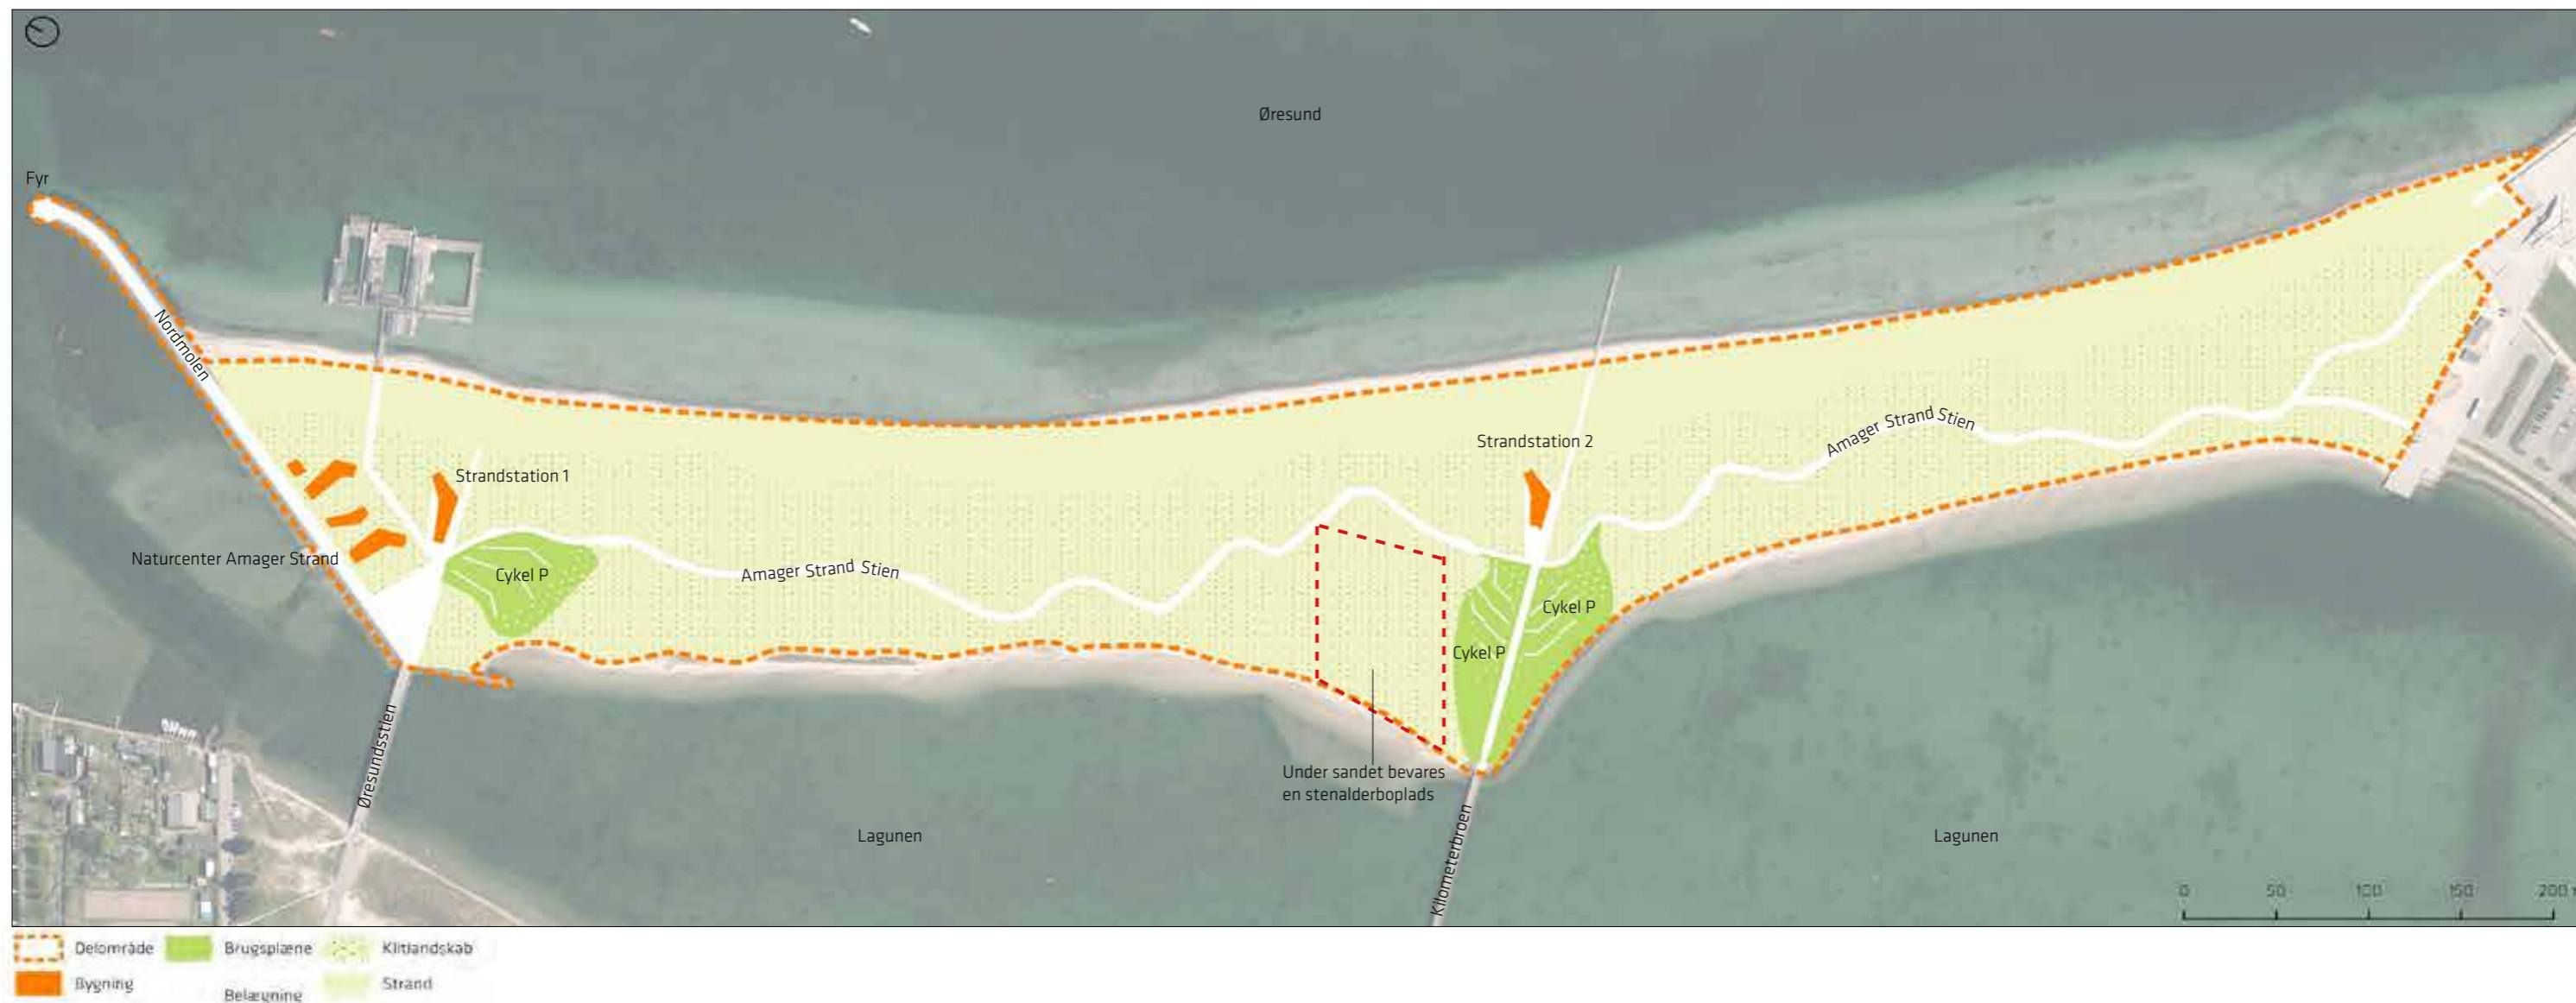 Øresund
Fyr
Nordmolen
Strandstation 1
Strandstation 2
Amager Strand Stien
Naturcenter Amager Strand
Cykel P
Amager Strand Stien
Cykel P
Cykel P
Øresundsstien
Under sandet bevares
en stenalderboplads
Kilometerbroen
Lagunen
Lagunen
0 50 100 150 200
Delområde Brugsplæne Klitlandskab
Bygning Belægning Strand